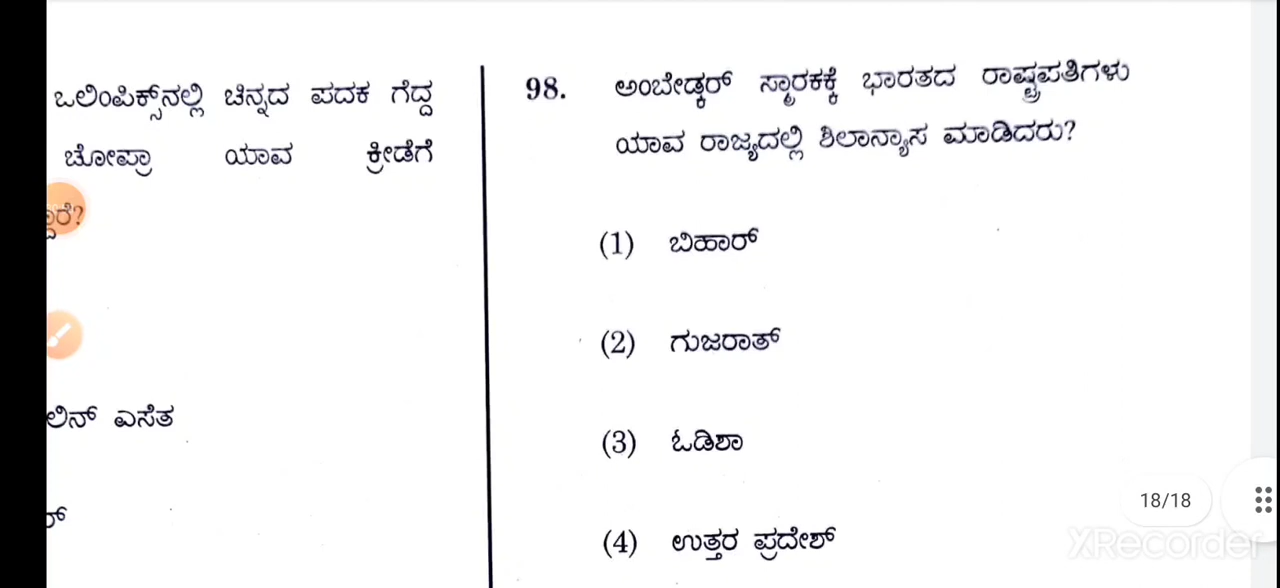 ಒಲಿಂಪಿಕ್ಸ್‌ನಲ್ಲಿ ಚಿನ್ನದ ಪದಕ ಗೆದ್ದ
ಚೋಪ್ರಾ ಯಾವ ಕ್ರೀಡೆಗೆ
ದ್ದಾರೆ?
ಲಿನ್ ಎಸೆತ
98. ಅಂಬೇಡ್ಕರ್ ಸ್ಮಾರಕಕ್ಕೆ ಭಾರತದ ರಾಷ್ಟ್ರಪತಿಗಳು
ಯಾವ ರಾಜ್ಯದಲ್ಲಿ ಶಿಲಾನ್ಯಾಸ ಮಾಡಿದರು?
(1) ಬಿಹಾರ್
(2) ಗುಜರಾತ್
(3) ಓಡಿಶಾ
(4) ಉತ್ತರ ಪ್ರದೇಶ್
18/18
XRecorder